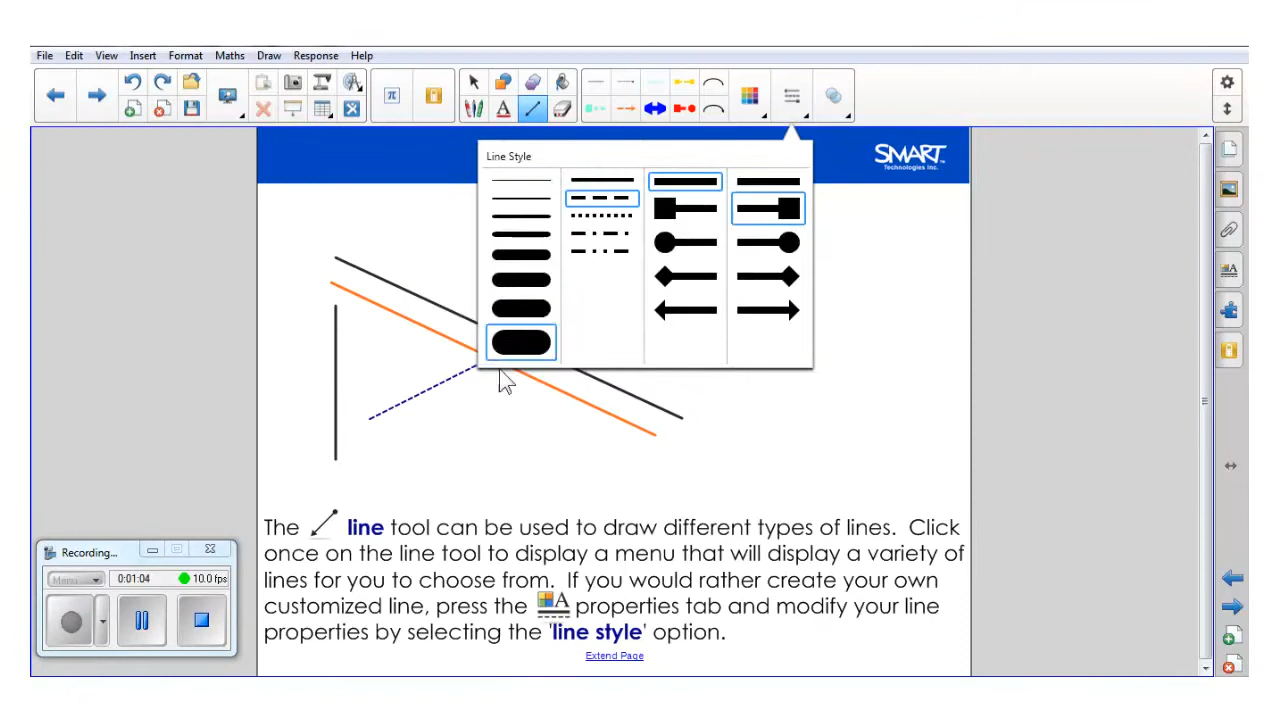 File Edit View Insert Format Maths Draw Response Help
π
A
Line Style
SMART
Technologies Inc.
The line tool can be used to draw different types of lines. Click
once on the line tool to display a menu that will display a variety of
lines for you to choose from. If you would rather create your own
customized line, press the A properties tab and modify your line
properties by selecting the 'line style' option.
Extend Page
Recording...
Menu 0:01:04 10.0 fps